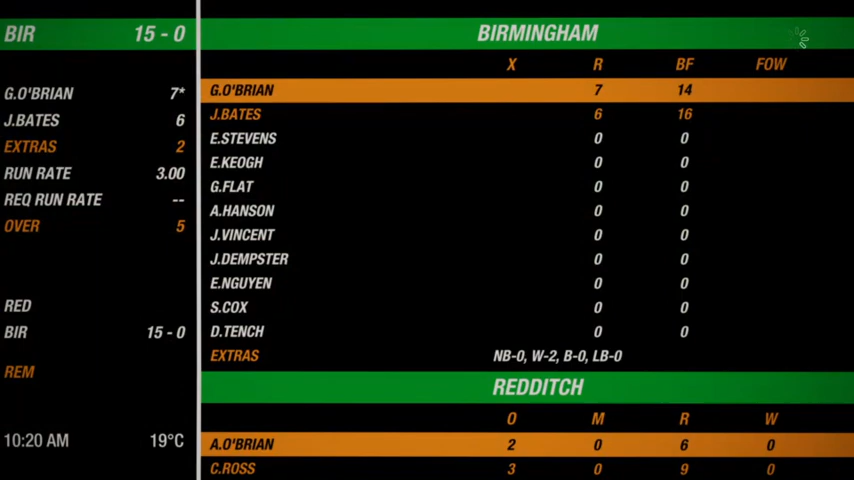 BIR 15 - 0
G.O'BRIAN 7*
J.BATES 6
EXTRAS 2
RUN RATE 3.00
REQ RUN RATE --
OVER 5
RED
BIR 15 - 0
REM
10:20 AM 19°C
BIRMINGHAM
X R BF FOW
G.O'BRIAN 7 14
J.BATES 6 16
E.STEVENS 0 0
E.KEOGH 0 0
G.FLAT 0 0
A.HANSON 0 0
J.VINCENT 0 0
J.DEMPSTER 0 0
E.NGUYEN 0 0
S.COX 0 0
D.TENCH 0 0
EXTRAS NB-0, W-2, B-0, LB-0
REDDITCH
O M R W
A.O'BRIAN 2 0 6 0
C.ROSS 3 0 9 0